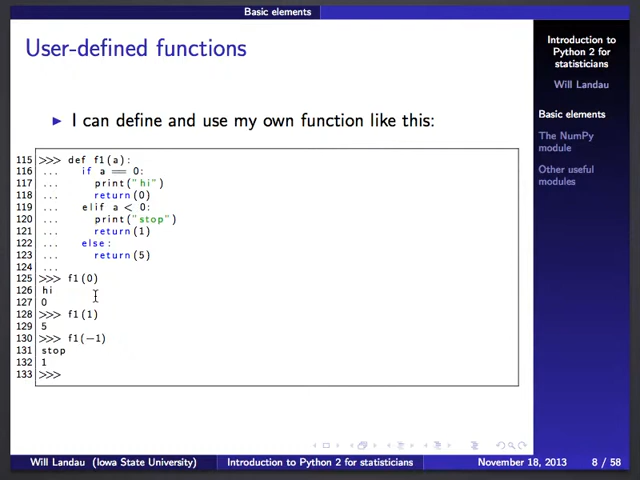 Basic elements
User-defined functions
I can define and use my own function like this:
115 >>> def f1(a):
116 ... if a == 0:
117 ... print("hi")
118 ... return(0)
119 ... elif a < 0:
120 ... print("stop")
121 ... return(1)
122 ... else:
123 ... return(5)
124 ...
125 >>> f1(0)
126 hi
127 0
128 >>> f1(1)
129 5
130 >>> f1(−1)
131 stop
132 1
133 >>>
Introduction to
Python 2 for
statisticians
Will Landau
Basic elements
The NumPy
module
Other useful
modules
Will Landau (Iowa State University) Introduction to Python 2 for statisticians November 18, 2013 8 / 58